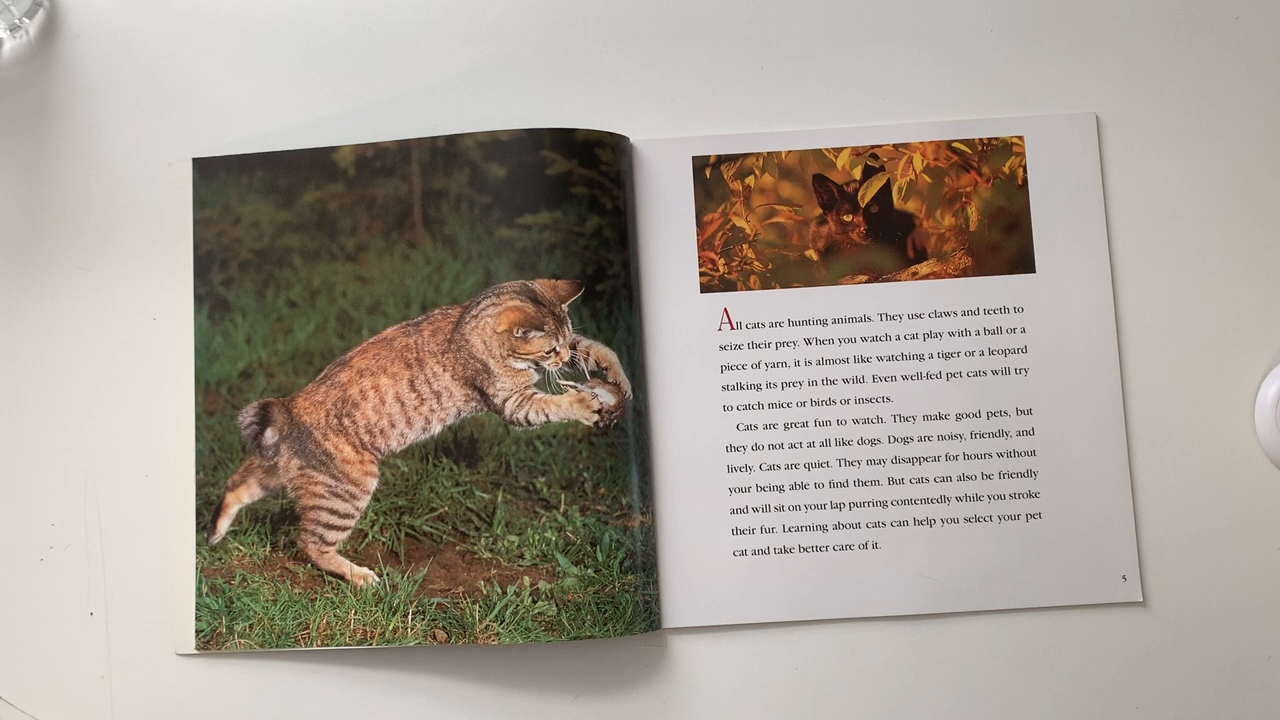 All cats are hunting animals. They use claws and teeth to
seize their prey. When you watch a cat play with a ball or a
piece of yarn, it is almost like watching a tiger or a leopard
stalking its prey in the wild. Even well-fed pet cats will try
to catch mice or birds or insects.
Cats are great fun to watch. They make good pets, but
they do not act at all like dogs. Dogs are noisy, friendly, and
lively. Cats are quiet. They may disappear for hours without
your being able to find them. But cats can also be friendly
and will sit on your lap purring contentedly while you stroke
their fur. Learning about cats can help you select your pet
cat and take better care of it.
5